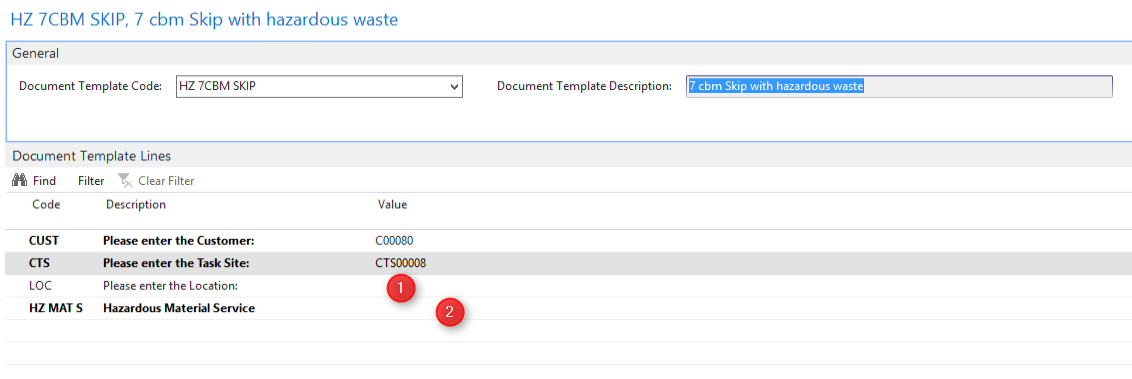 HZ 7CBM SKIP, 7 cbm Skip with hazardous waste
General
Document Template Code: HZ 7CBM SKIP Document Template Description: 7 cbm Skip with hazardous waste
Document Template Lines
Find Filter Clear Filter
Code Description Value
CUST Please enter the Customer: C00080
CTS Please enter the Task Site: CTS00008
LOC Please enter the Location: 1
HZ MAT S Hazardous Material Service 2